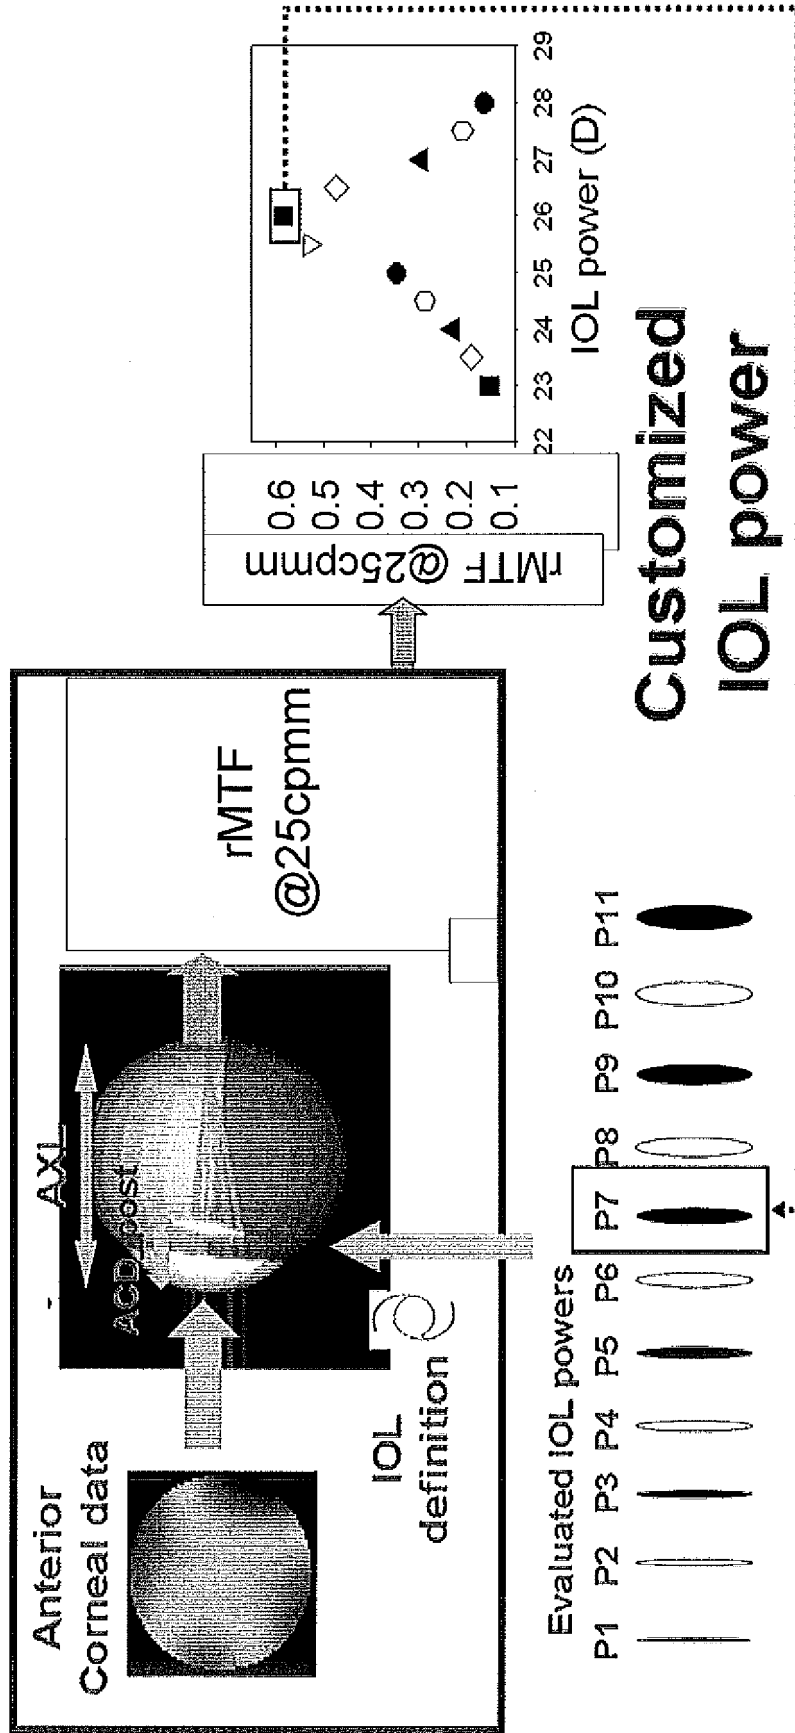 Anterior
Corneal data
AXL
ACD_post
IOL
definition
rMTF
@25cpmm
rMTF @25cpmm
0.6
0.5
0.4
0.3
0.2
0.1
22 23 24 25 26 27 28 29
IOL power (D)
Evaluated IOL powers
P1 P2 P3 P4 P5 P6 P7 P8 P9 P10 P11
Customized
IOL power